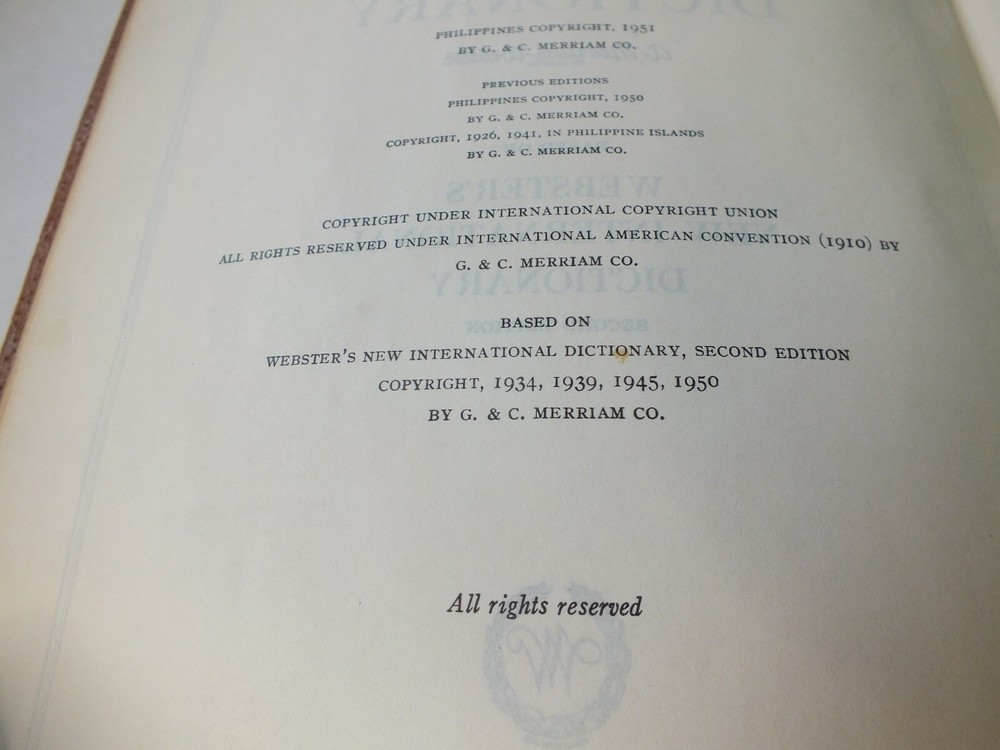 PHILIPPINES COPYRIGHT, 1951
BY G. & C. MERRIAM CO.
PREVIOUS EDITIONS
PHILIPPINES COPYRIGHT, 1950
BY G. & C. MERRIAM CO.
COPYRIGHT, 1926, 1941, IN PHILIPPINE ISLANDS
BY G. & C. MERRIAM CO.
COPYRIGHT UNDER INTERNATIONAL COPYRIGHT UNION
ALL RIGHTS RESERVED UNDER INTERNATIONAL AMERICAN CONVENTION (1910) BY
G. & C. MERRIAM CO.
BASED ON
WEBSTER'S NEW INTERNATIONAL DICTIONARY, SECOND EDITION
COPYRIGHT, 1934, 1939, 1945, 1950
BY G. & C. MERRIAM CO.
All rights reserved